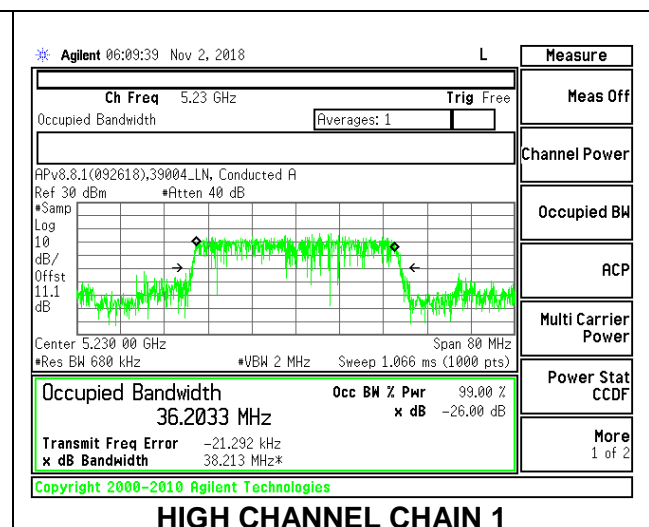 Agilent 06:09:39 Nov 2, 2018 L
Measure
Ch Freq 5.23 GHz Trig Free
Occupied Bandwidth Averages: 1
Meas Off
Channel Power
Occupied BW
ACP
Multi Carrier
Power
Power Stat
CCDF
More
1 of 2
APv8.8.1(092618),39004_LN, Conducted A
Ref 30 dBm #Atten 40 dB
#Samp
Log
10
dB/
Offst
11.1
dB
Center 5.230 00 GHz Span 80 MHz
#Res BW 680 kHz #VBW 2 MHz Sweep 1.066 ms (1000 pts)
Occupied Bandwidth Occ BW % Pwr 99.00 %
36.2033 MHz x dB -26.00 dB
Transmit Freq Error -21.292 kHz
x dB Bandwidth 38.213 MHz*
Copyright 2000-2010 Agilent Technologies
HIGH CHANNEL CHAIN 1